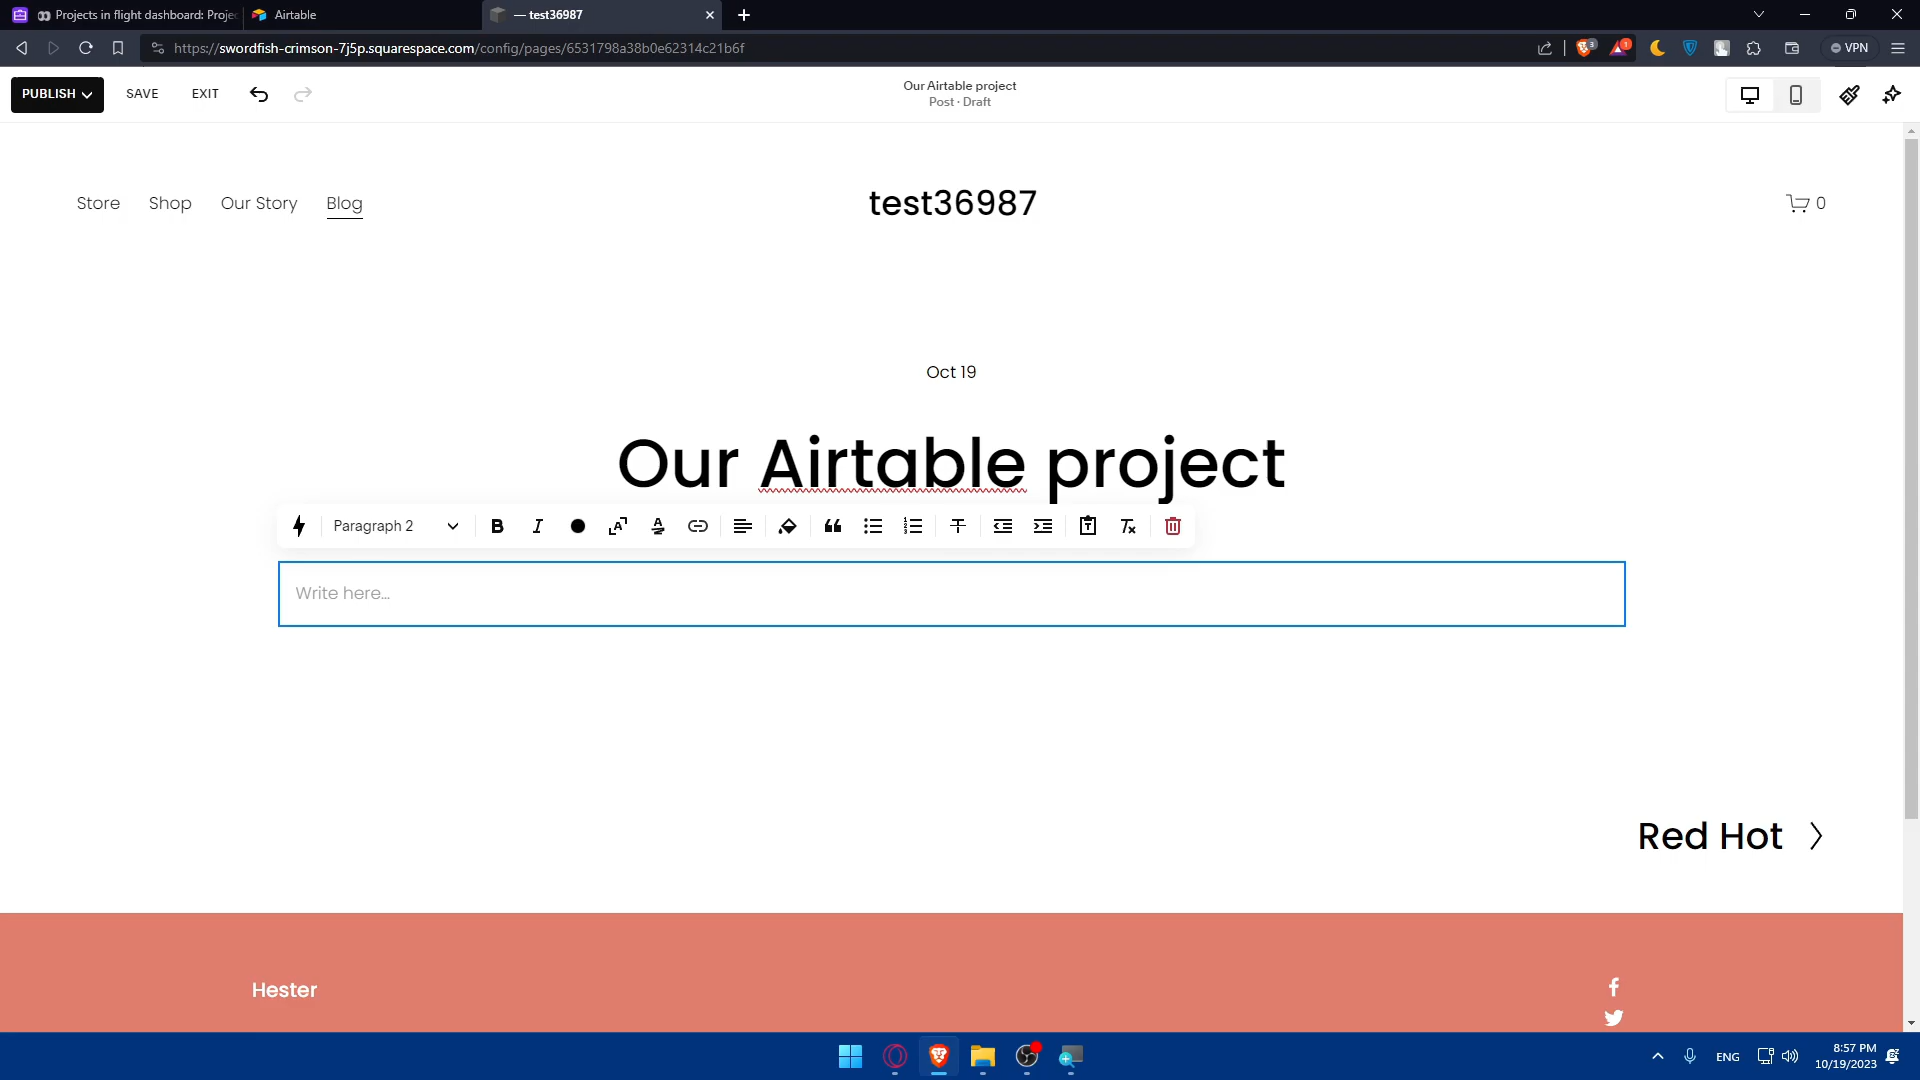 Projects in flight dashboard: Projec
Airtable
— test36987
https://swordfish-crimson-7j5p.squarespace.com/config/pages/6531798a38b0e62314c21b6f
3
1
VPN
PUBLISH
SAVE
EXIT
Our Airtable project
Post · Draft
Store
Shop
Our Story
Blog
test36987
0
Oct 19
Our Airtable project
Paragraph 2
Write here...
Red Hot
Hester
ENG
8:57 PM
10/19/2023